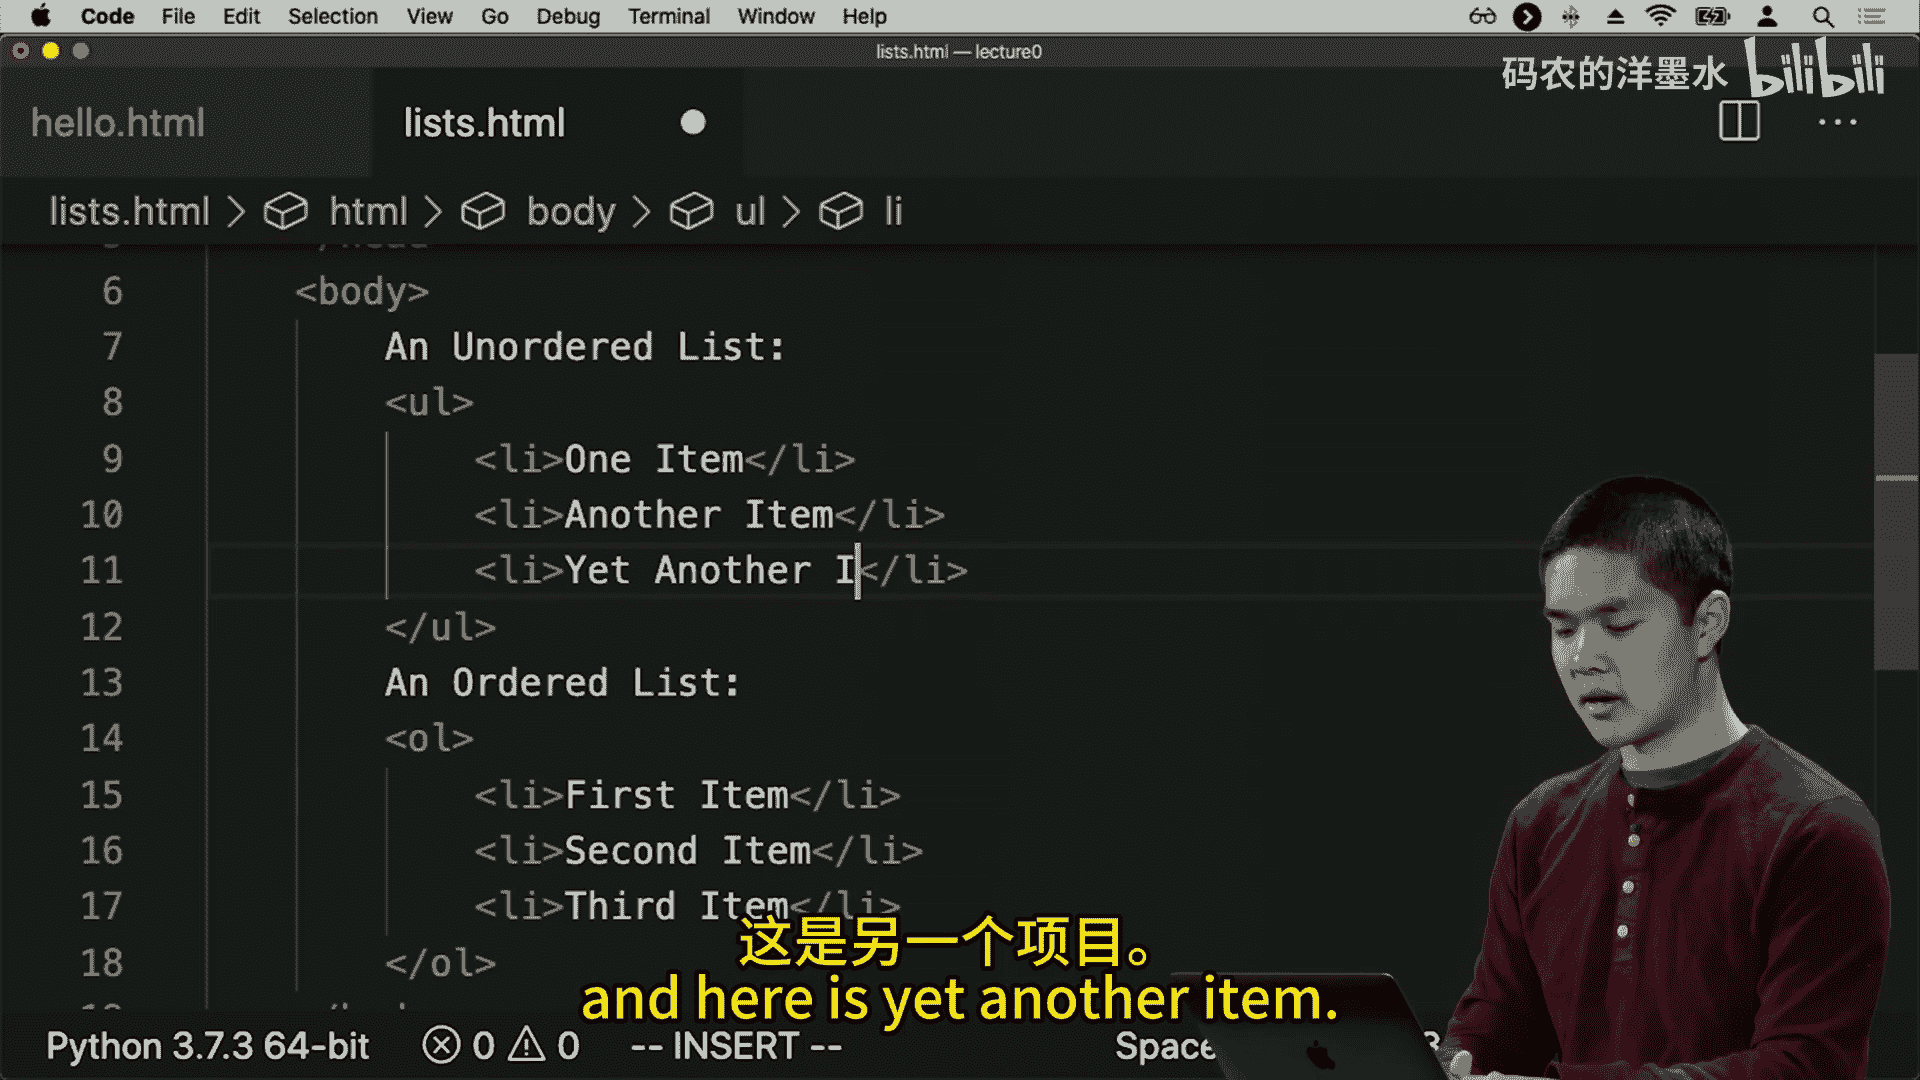 Code File Edit Selection View Go Debug Terminal Window Help
lists.html — lecture0
码农的洋墨水 bilibili
hello.html lists.html
lists.html > html > body > ul > li
6 <body>
7 An Unordered List:
8 <ul>
9 <li>One Item</li>
10 <li>Another Item</li>
11 <li>Yet Another I</li>
12 </ul>
13 An Ordered List:
14 <ol>
15 <li>First Item</li>
16 <li>Second Item</li>
17 <li>Third Item</li>
18 </ol>
这是另一个项目。
and here is yet another item.
Python 3.7.3 64-bit 0 0 -- INSERT --